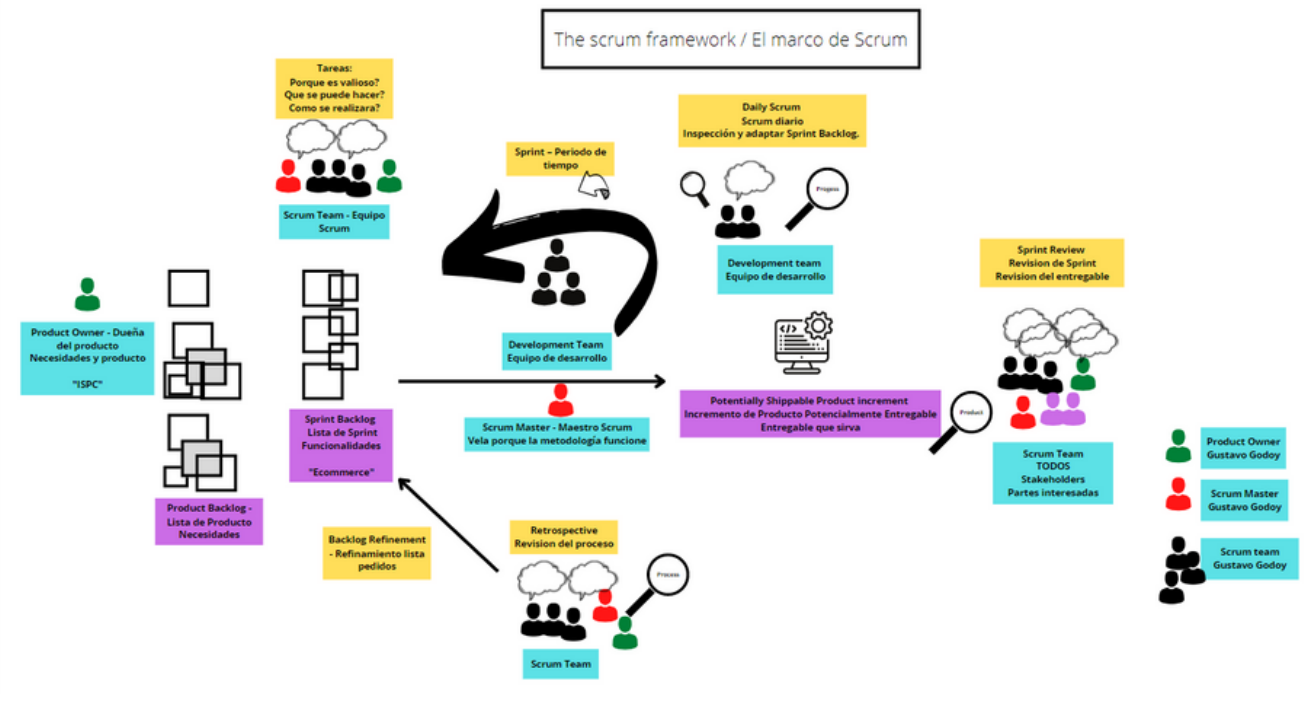 The scrum framework / El marco de Scrum
Tareas:
Porque es valioso?
Que se puede hacer?
Como se realizara?
Scrum Team - Equipo
Scrum
Sprint – Periodo de
tiempo
Daily Scrum
Scrum diario
Inspección y adaptar Sprint Backlog.
Progess
Development team
Equipo de desarrollo
Sprint Review
Revision de Sprint
Revision del entregable
Product Owner - Dueña
del producto
Necesidades y producto
"ISPC"
Development Team
Equipo de desarrollo
Scrum Master - Maestro Scrum
Vela porque la metodología funcione
Potentially Shippable Product increment
Incremento de Producto Potencialmente Entregable
Entregable que sirva
Product
Sprint Backlog
Lista de Sprint
Funcionalidades
"Ecommerce"
Scrum Team
TODOS
Stakeholders
Partes interesadas
Product Backlog -
Lista de Producto
Necesidades
Backlog Refinement
- Refinamiento lista
pedidos
Retrospective
Revision del proceso
Process
Scrum Team
Product Owner
Gustavo Godoy
Scrum Master
Gustavo Godoy
Scrum team
Gustavo Godoy